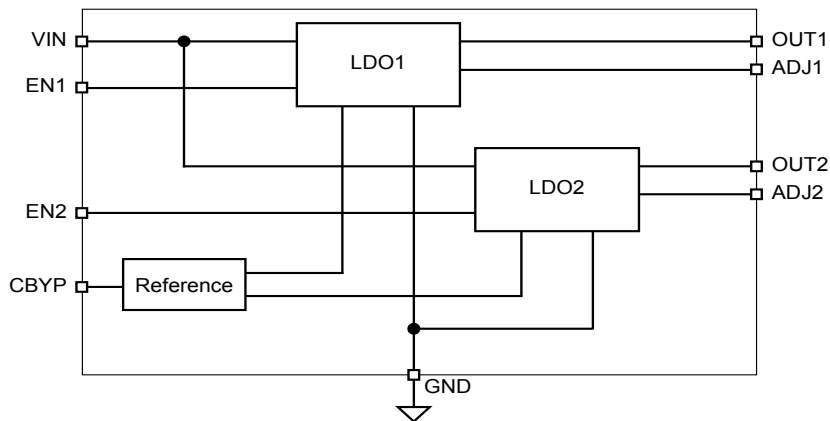 VIN
EN1
EN2
CBYP
LDO1
LDO2
Reference
OUT1
ADJ1
OUT2
ADJ2
GND